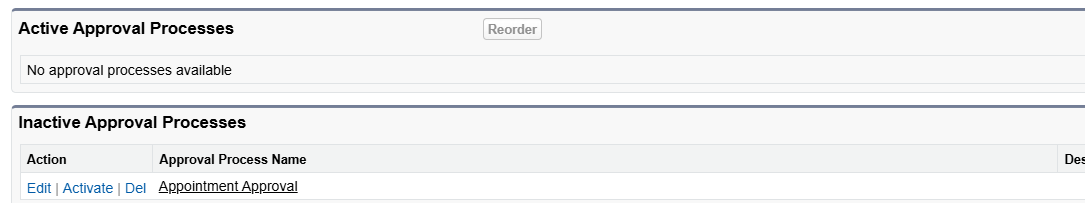 Active Approval Processes Reorder
No approval processes available
Inactive Approval Processes
Action Approval Process Name Des
Edit | Activate | Del Appointment Approval